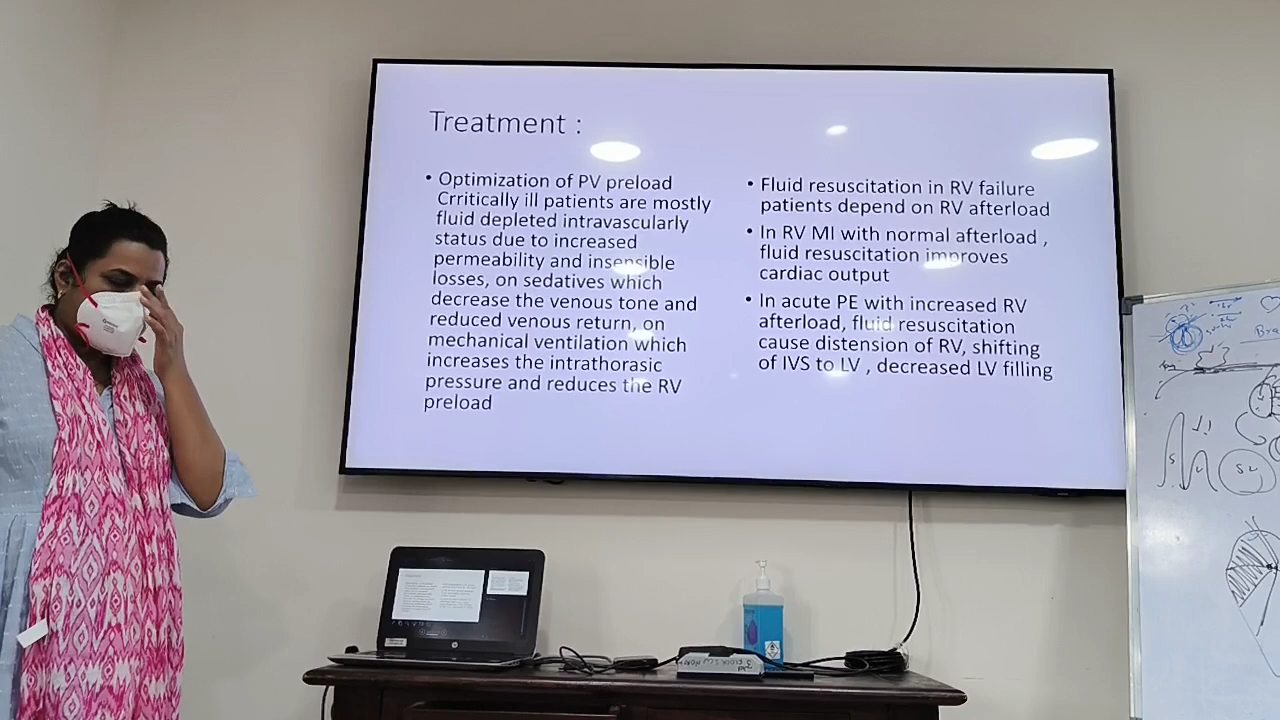 Treatment :
• Optimization of PV preload
Crritically ill patients are mostly
fluid depleted intravascularly
status due to increased
permeability and insensible
losses, on sedatives which
decrease the venous tone and
reduced venous return, on
mechanical ventilation which
increases the intrathorasic
pressure and reduces the RV
preload
• Fluid resuscitation in RV failure
patients depend on RV afterload
• In RV MI with normal afterload ,
fluid resuscitation improves
cardiac output
• In acute PE with increased RV
afterload, fluid resuscitation
cause distension of RV, shifting
of IVS to LV , decreased LV filling